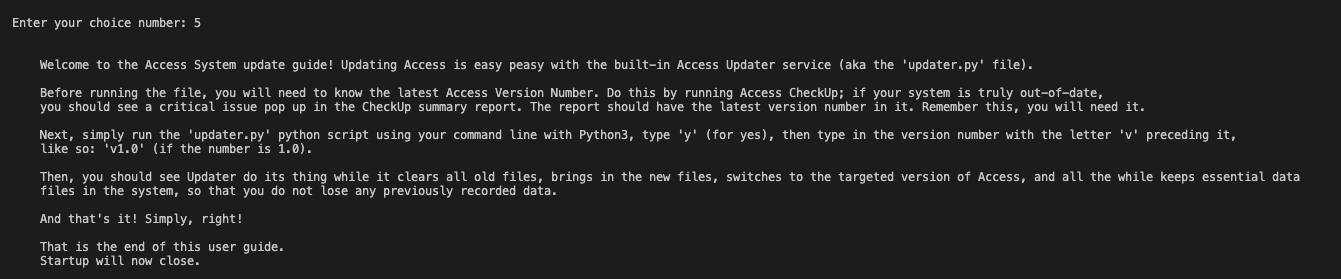 Enter your choice number: 5
Welcome to the Access System update guide! Updating Access is easy peasy with the built-in Access Updater service (aka the 'updater.py' file).
Before running the file, you will need to know the latest Access Version Number. Do this by running Access CheckUp; if your system is truly out-of-date,
you should see a critical issue pop up in the CheckUp summary report. The report should have the latest version number in it. Remember this, you will need it.
Next, simply run the 'updater.py' python script using your command line with Python3, type 'y' (for yes), then type in the version number with the letter 'v' preceding it,
like so: 'v1.0' (if the number is 1.0).
Then, you should see Updater do its thing while it clears all old files, brings in the new files, switches to the targeted version of Access, and all the while keeps essential data
files in the system, so that you do not lose any previously recorded data.
And that's it! Simply, right!
That is the end of this user guide.
Startup will now close.